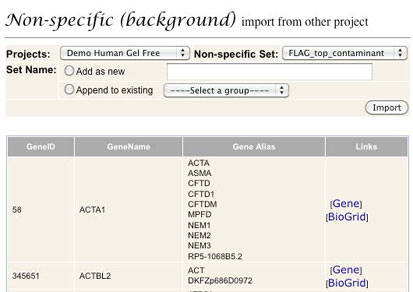 Non-specific (background) import from other project
Projects: Demo Human Gel Free Non-specific Set: FLAG_top_contaminant
Set Name: Add as new
Append to existing ----Select a group----
Import
GeneID GeneName Gene Alias Links
ACTA
ASMA
CFTD
CFTD1
58 ACTA1 CFTDM [Gene]
MPFD [BioGrid]
NEM1
NEM2
NEM3
RP5-1068B5.2
345651 ACTBL2 ACT [Gene]
DKFZp686D0972 [BioGrid]